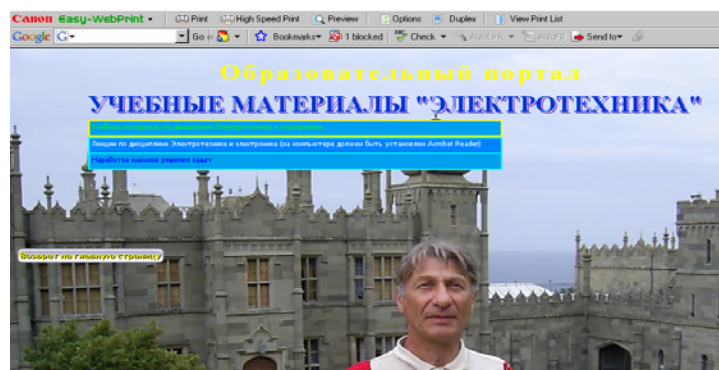 Canon Easy-WebPrint Print High Speed Print Preview Options Duplex View Print List
Google G Go Bookmarks 1 blocked Check AutoLink AutoFill Send to
Образовательный портал
УЧЕБНЫЕ МАТЕРИАЛЫ "ЭЛЕКТРОТЕХНИКА"
Учебные материалы по дисциплине Электротехника и электроника
Лекции по дисциплине Электротехника и электроника (на компьютере должен быть установлен Acrobat Reader)
Наработка навыков решения задач
Возврат на главную страницу